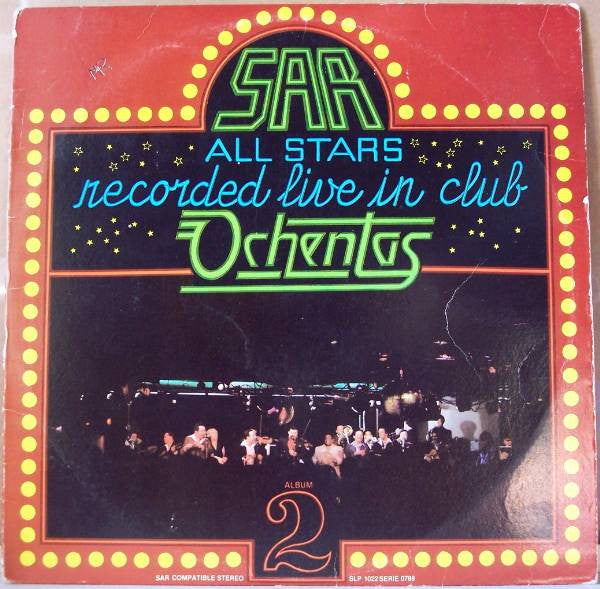 SAR
ALL STARS
recorded live in club
Ochentas
ALBUM
2
SAR COMPATIBLE STEREO SLP 1022 SERIE 0798